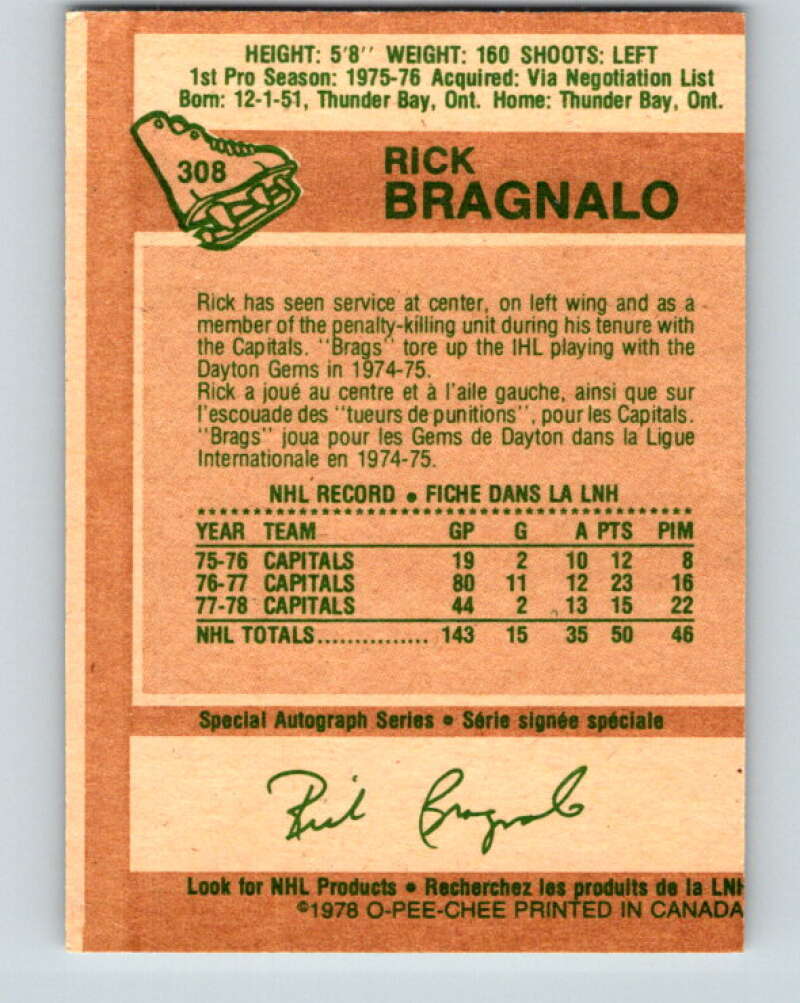 HEIGHT: 5'8'' WEIGHT: 160 SHOOTS: LEFT
1st Pro Season: 1975-76 Acquired: Via Negotiation List
Born: 12-1-51, Thunder Bay, Ont. Home: Thunder Bay, Ont.
308
RICK
BRAGNALO
Rick has seen service at center, on left wing and as a
member of the penalty-killing unit during his tenure with
the Capitals. ''Brags'' tore up the IHL playing with the
Dayton Gems in 1974-75.
Rick a joué au centre et à l'aile gauche, ainsi que sur
l'escouade des ''tueurs de punitions'', pour les Capitals.
''Brags'' joua pour les Gems de Dayton dans la Ligue
Internationale en 1974-75.
NHL RECORD • FICHE DANS LA LNH
YEAR TEAM GP G A PTS PIM
75-76 CAPITALS 19 2 10 12 8
76-77 CAPITALS 80 11 12 23 16
77-78 CAPITALS 44 2 13 15 22
NHL TOTALS............... 143 15 35 50 46
Special Autograph Series • Série signée spéciale
Rick Bragnalo
Look for NHL Products • Recherchez les produits de la LNH
©1978 O-PEE-CHEE PRINTED IN CANADA